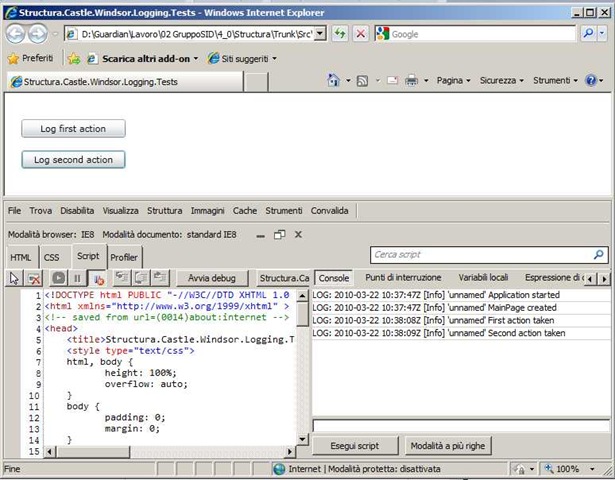 Structura.Castle.Windsor.Logging.Tests - Windows Internet Explorer
D:\Guardian\Lavoro\02 GruppoSID\4_0\Structura\Trunk\Src\
Google
Preferiti
Scarica altri add-on
Siti suggeriti
Structura.Castle.Windsor.Logging.Tests
Pagina
Sicurezza
Strumenti
Log first action
Log second action
File Trova Disabilita Visualizza Struttura Immagini Cache Strumenti Convalida
Modalità browser: IE8 Modalità documento: standard IE8
HTML CSS Script Profiler
Cerca script
Avvia debug
Structura.Ca
Console Punti di interruzione Variabili locali Espressione di c
1 <!DOCTYPE html PUBLIC "-//W3C//DTD XHTML 1.0
2 <html xmlns="http://www.w3.org/1999/xhtml" >
3 <!-- saved from url=(0014)about:internet -->
4 <head>
5 <title>Structura.Castle.Windsor.Logging.T
6 <style type="text/css">
7 html, body {
8 height: 100%;
9 overflow: auto;
10 }
11 body {
12 padding: 0;
13 margin: 0;
14 }
15
LOG: 2010-03-22 10:37:47Z [Info] 'unnamed' Application started
LOG: 2010-03-22 10:37:47Z [Info] 'unnamed' MainPage created
LOG: 2010-03-22 10:38:08Z [Info] 'unnamed' First action taken
LOG: 2010-03-22 10:38:09Z [Info] 'unnamed' Second action taken
Esegui script
Modalità a più righe
Fine
Internet | Modalità protetta: disattivata
100%